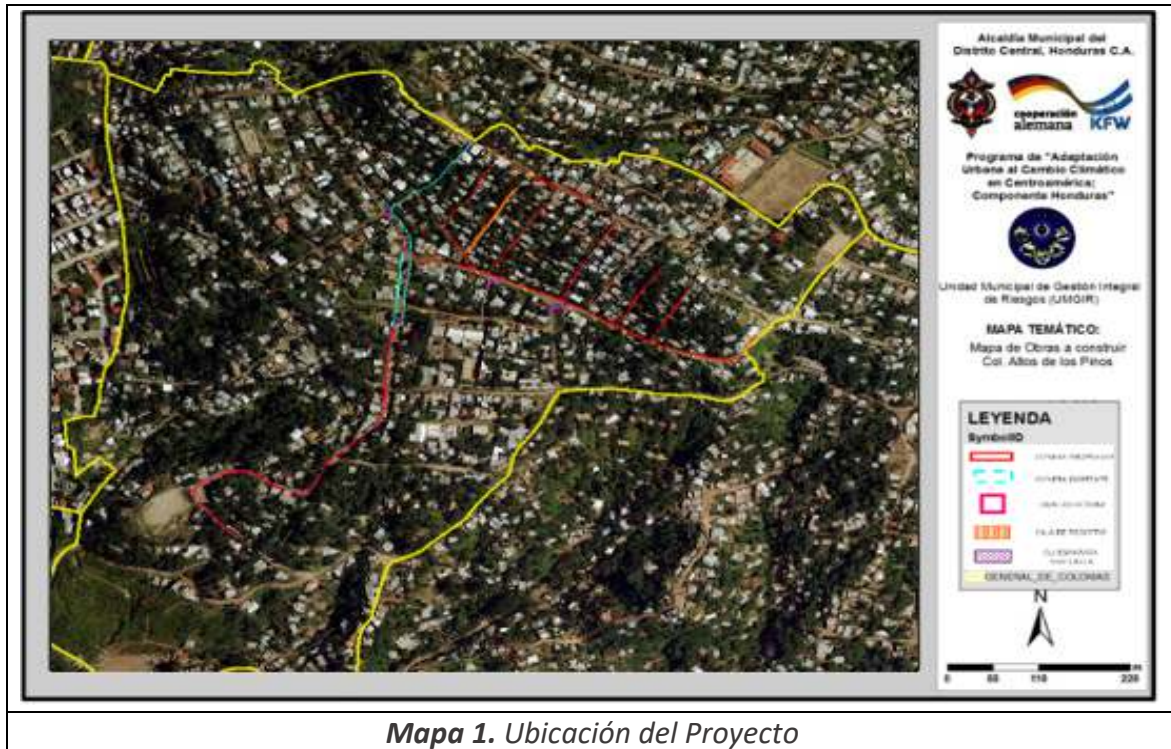 Alcaldía Municipal del
Distrito Central, Honduras C.A.
cooperación
alemana
KFW
Programa de "Adaptación
Urbana al Cambio Climático
en Centroamérica;
Componente Honduras"
Unidad Municipal de Gestión Integral
de Riesgos (UMGIR)
MAPA TEMÁTICO:
Mapa de Obras a construir
Col. Altos de los Pinos
LEYENDA
SymbolID
GENERAL_DE_COLONIAS
N
m
0
110
220
Mapa 1. Ubicación del Proyecto